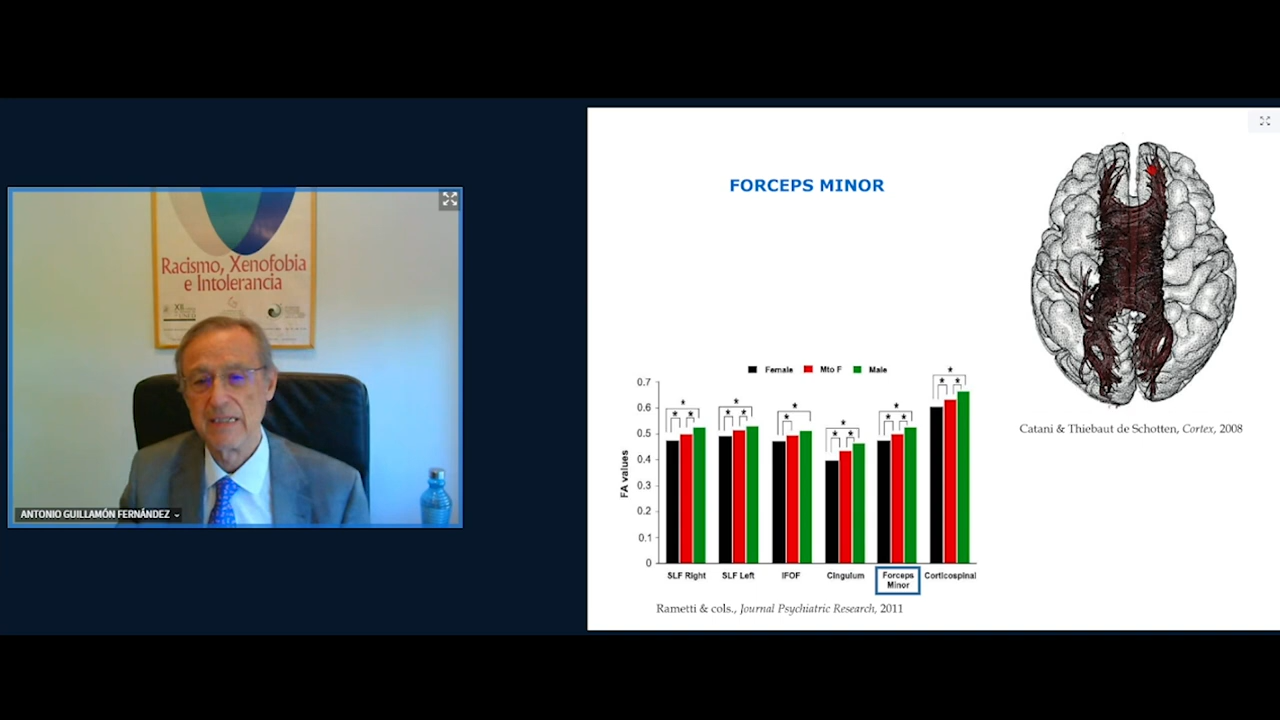 Racismo, Xenofobia
e Intolerancia
XII
ANTONIO GUILLAMÓN FERNÁNDEZ
FORCEPS MINOR
Female
Mto F
Male
FA values
0.7
0.6
0.5
0.4
0.3
0.2
0.1
0
SLF Right
SLF Left
IFOF
Cingulum
Forceps
Minor
Corticospinal
Rametti & cols., Journal Psychiatric Research, 2011
Catani & Thiebaut de Schotten, Cortex, 2008